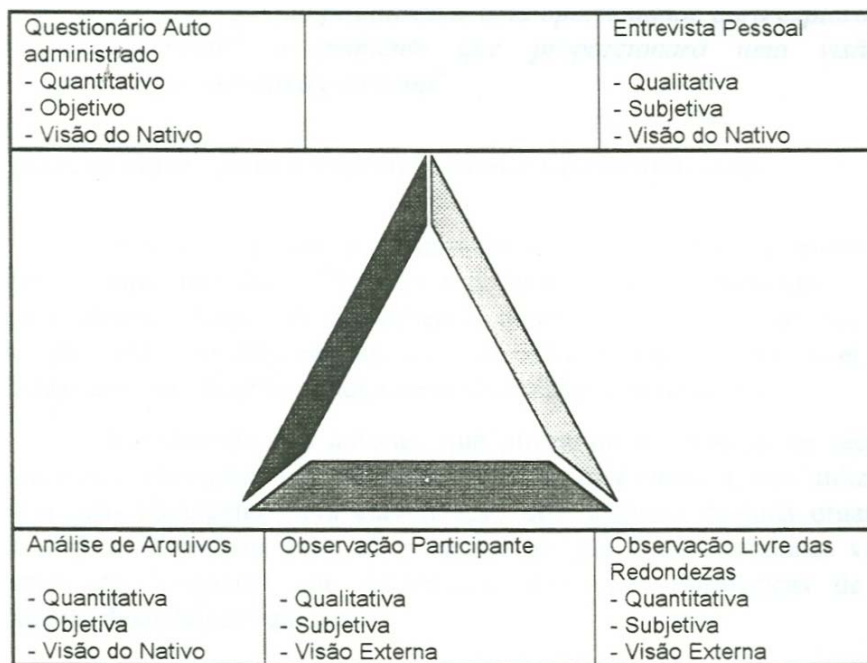 Questionário Auto
administrado
- Quantitativo
- Objetivo
- Visão do Nativo
Entrevista Pessoal
- Qualitativa
- Subjetiva
- Visão do Nativo
Análise de Arquivos
- Quantitativa
- Objetiva
- Visão do Nativo
Observação Participante
- Qualitativa
- Subjetiva
- Visão Externa
Observação Livre das
Redondezas
- Quantitativa
- Subjetiva
- Visão Externa